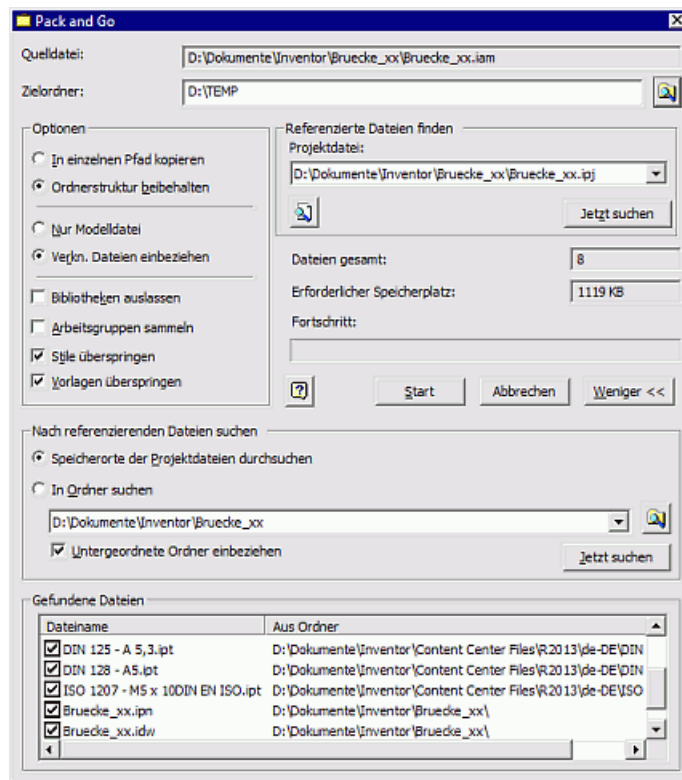 Pack and Go
Quelldatei: D:\Dokumente\Inventor\Bruecke_xx\Bruecke_xx.iam
Zielordner: D:\TEMP
Optionen
In einzelnen Pfad kopieren
Ordnerstruktur beibehalten
Nur Modelldatei
Verkn. Dateien einbeziehen
Bibliotheken auslassen
Arbeitsgruppen sammeln
Stile überspringen
Vorlagen überspringen
Referenzierte Dateien finden
Projektdatei:
D:\Dokumente\Inventor\Bruecke_xx\Bruecke_xx.ipj
Jetzt suchen
Dateien gesamt: 8
Erforderlicher Speicherplatz: 1119 KB
Fortschritt:
Start Abbrechen Weniger <<
Nach referenzierenden Dateien suchen
Speicherorte der Projektdateien durchsuchen
In Ordner suchen
D:\Dokumente\Inventor\Bruecke_xx
Untergeordnete Ordner einbeziehen
Jetzt suchen
Gefundene Dateien
Dateiname Aus Ordner
DIN 125 - A 5,3.ipt D:\Dokumente\Inventor\Content Center Files\R2013\de-DE\DIN
DIN 128 - A5.ipt D:\Dokumente\Inventor\Content Center Files\R2013\de-DE\DIN
ISO 1207 - M5 x 10DIN EN ISO.ipt D:\Dokumente\Inventor\Content Center Files\R2013\de-DE\ISO
Bruecke_xx.ipn D:\Dokumente\Inventor\Bruecke_xx\
Bruecke_xx.idw D:\Dokumente\Inventor\Bruecke_xx\